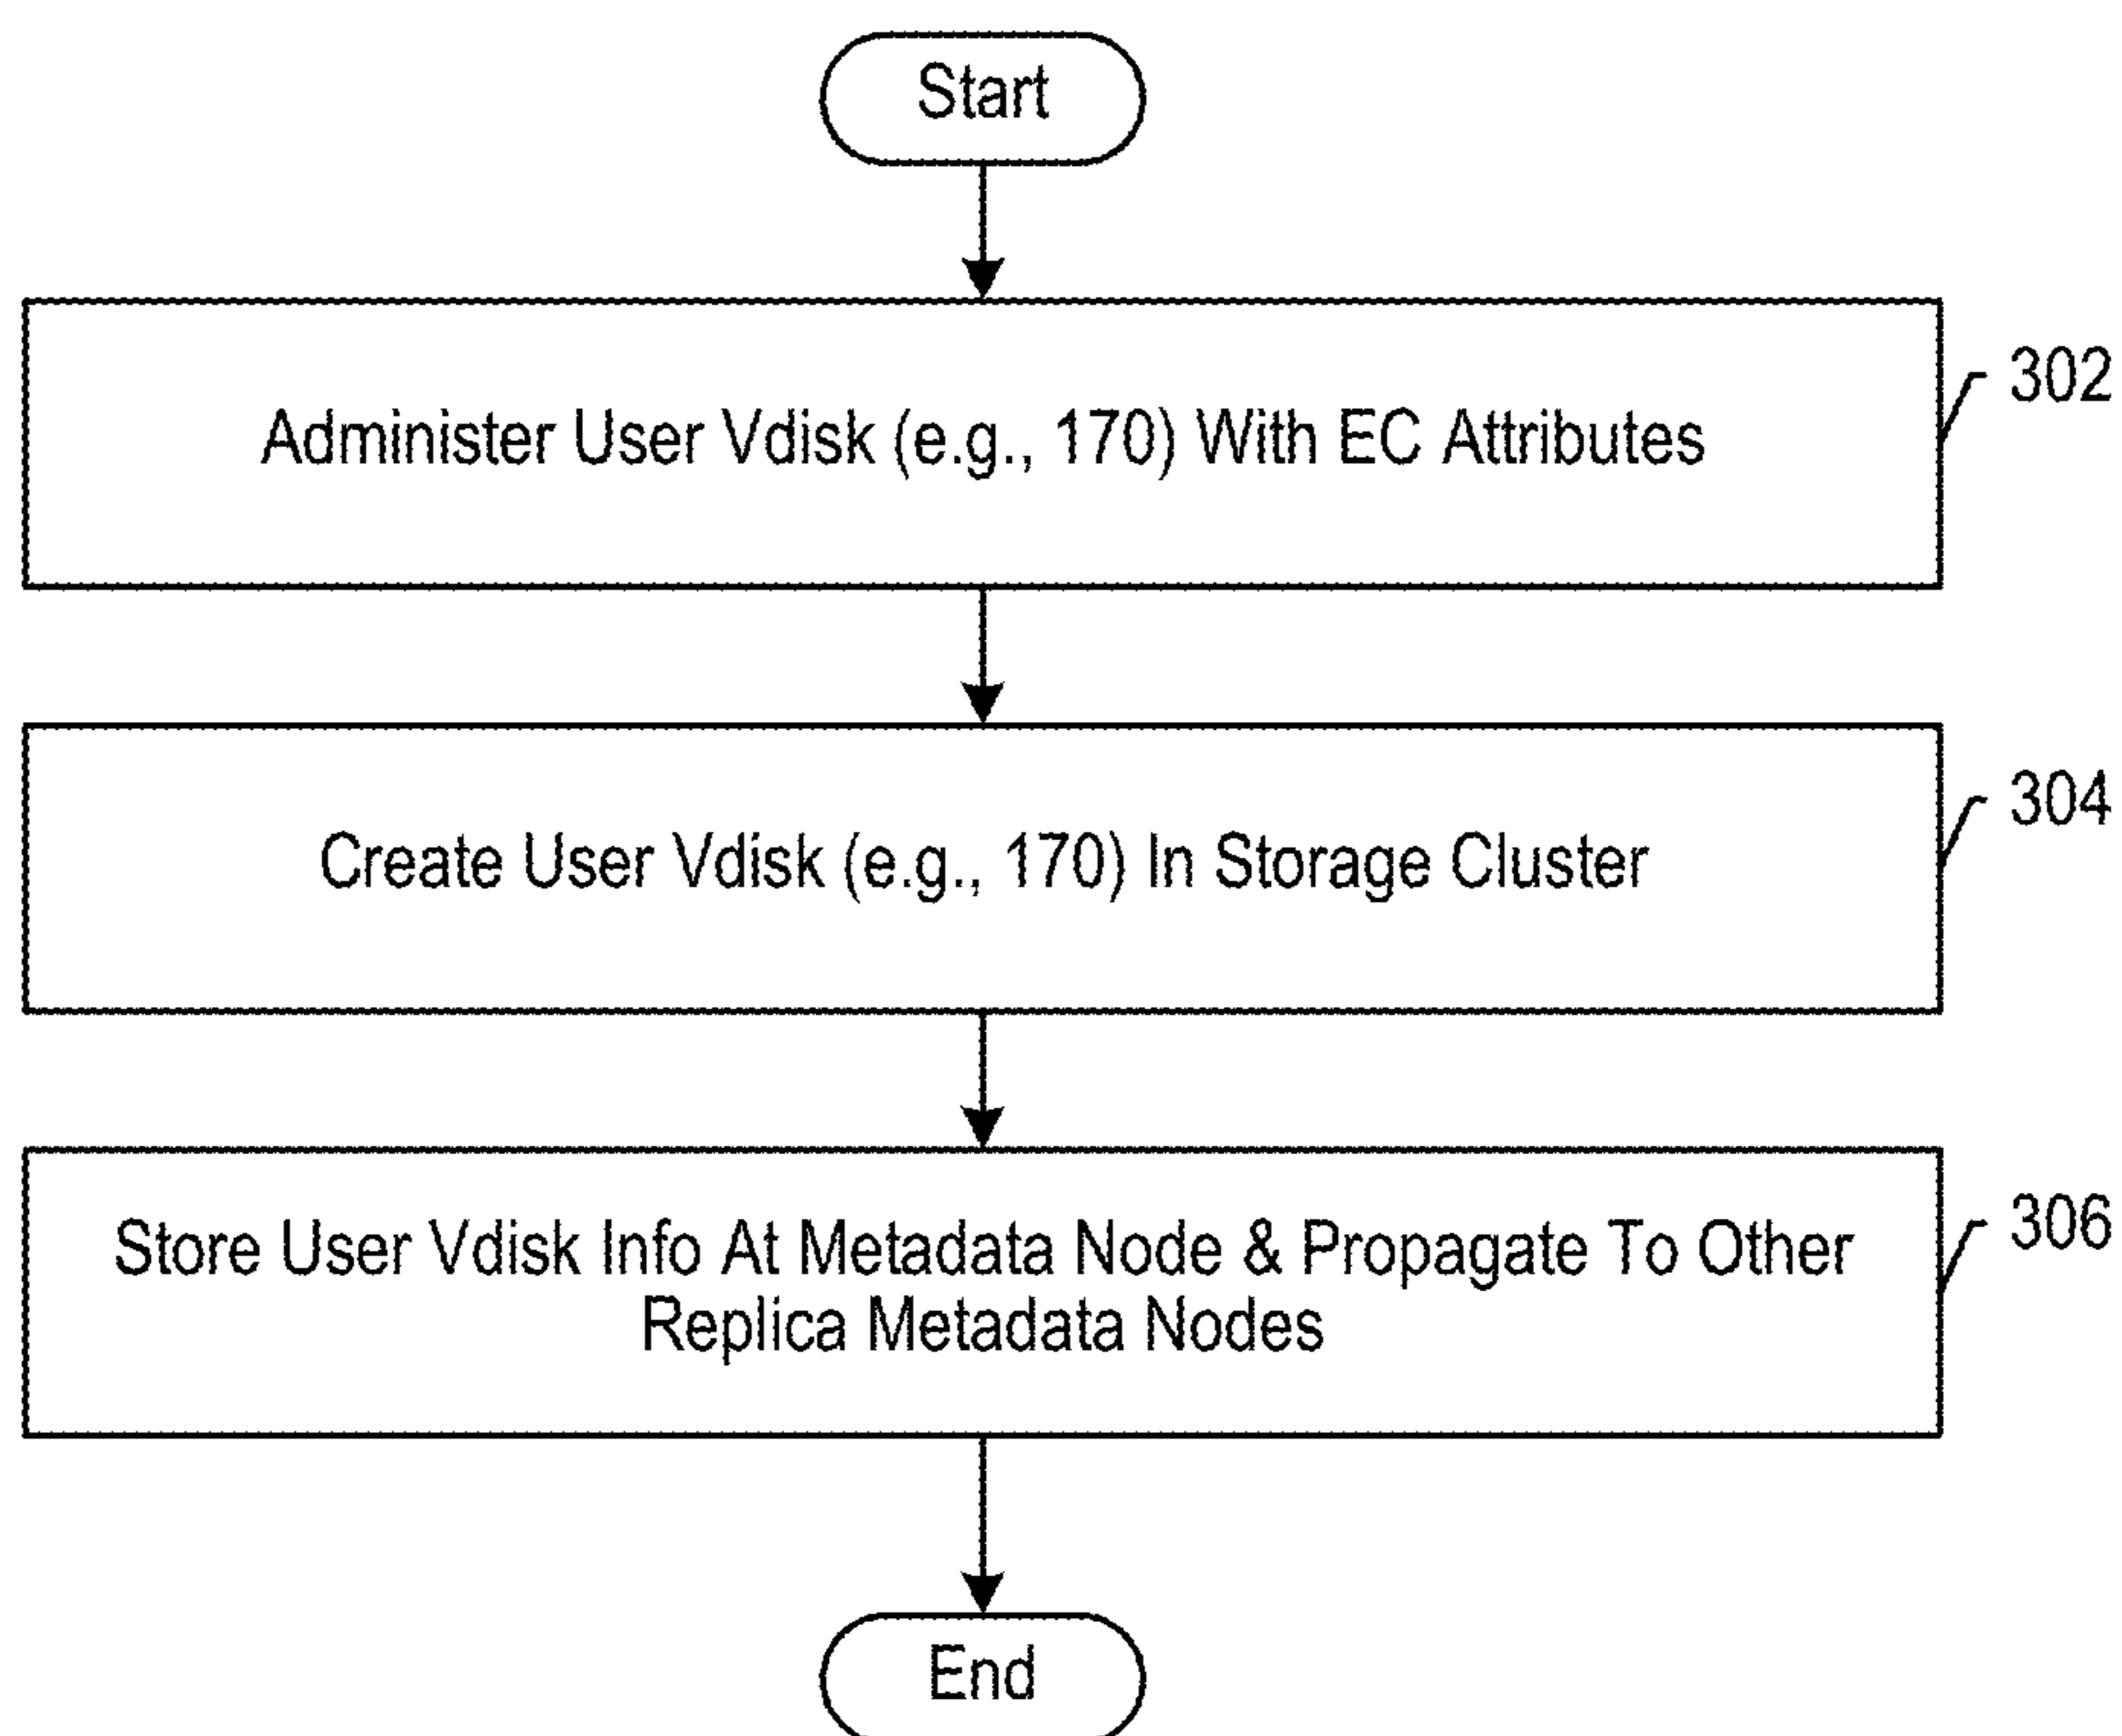 Start
Administer User Vdisk (e.g., 170) With EC Attributes
302
Create User Vdisk (e.g., 170) In Storage Cluster
304
Store User Vdisk Info At Metadata Node & Propagate To Other
Replica Metadata Nodes
306
End